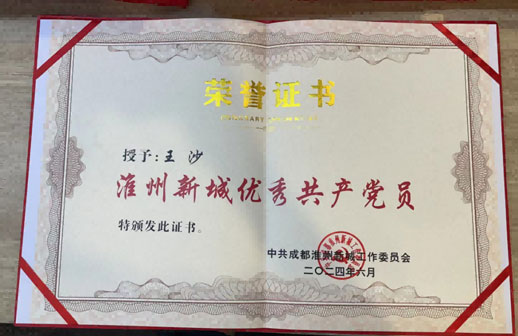 荣誉证书
授予：王 沙
淮州新城优秀共产党员
特颁发此证书。
中共成都淮州新城工作委员会
二〇二四年六月